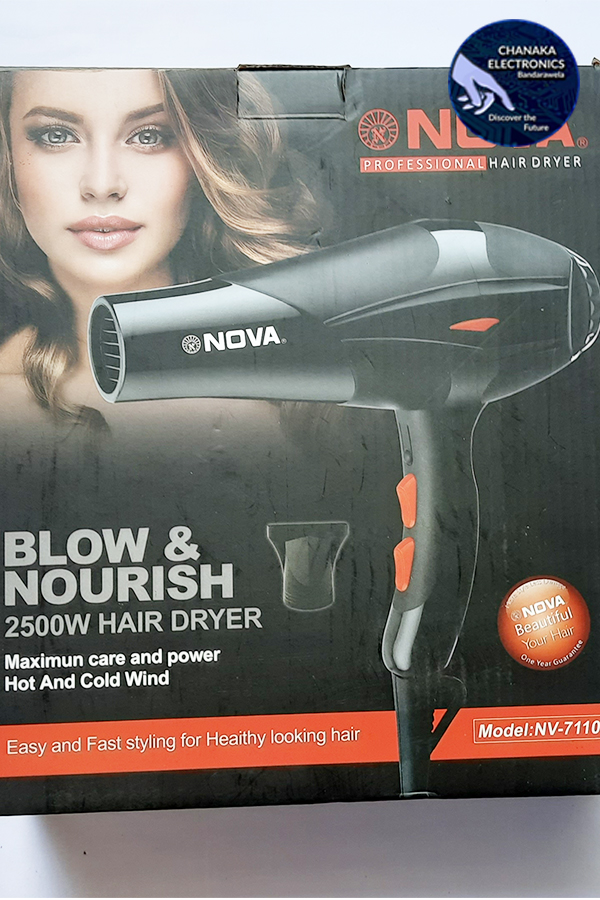 CHANAKA
ELECTRONICS
Bandarawela
Discover the
Future
NOVA®
PROFESSIONAL HAIR DRYER
NOVA®
BLOW &
NOURISH
2500W HAIR DRYER
Maximun care and power
Hot And Cold Wind
NOVA
Beautiful
Your Hair
One Year Guarantee
Easy and Fast styling for Healthy looking hair
Model:NV-7110